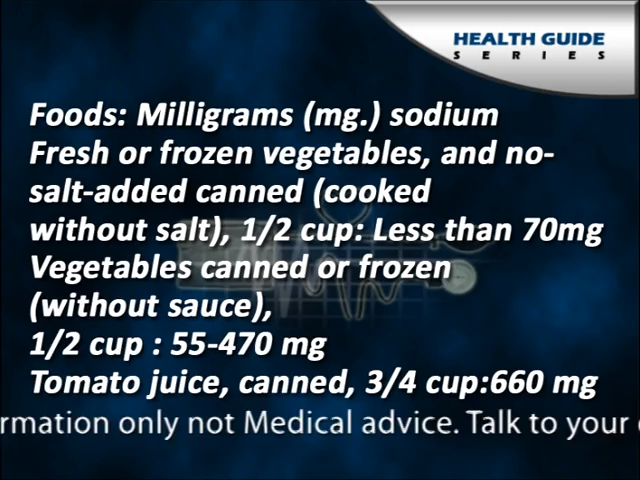 HEALTH GUIDE
SERIES
Foods: Milligrams (mg.) sodium
Fresh or frozen vegetables, and no-
salt-added canned (cooked
without salt), 1/2 cup: Less than 70mg
Vegetables canned or frozen
(without sauce),
1/2 cup : 55-470 mg
Tomato juice, canned, 3/4 cup:660 mg
rmation only not Medical advice. Talk to your